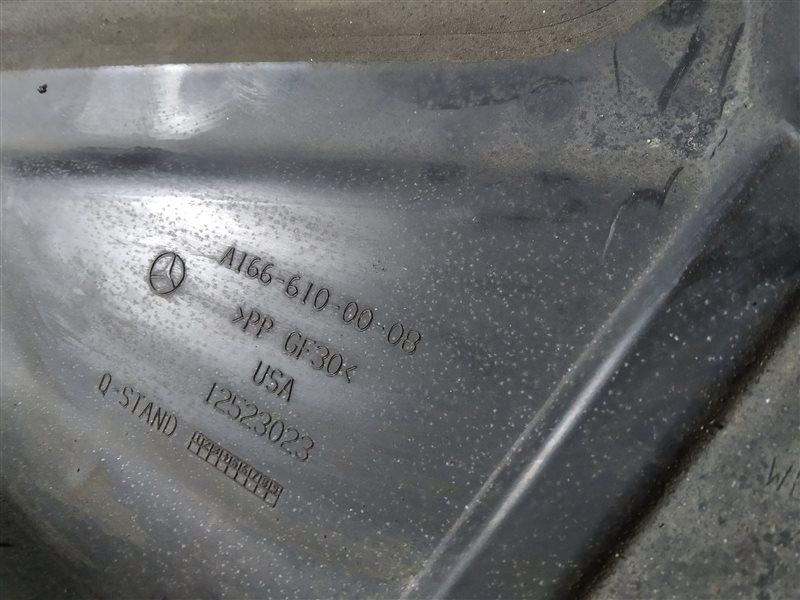 A166-610-00-08
>PP GF30<
USA
12523023
Q-STAND